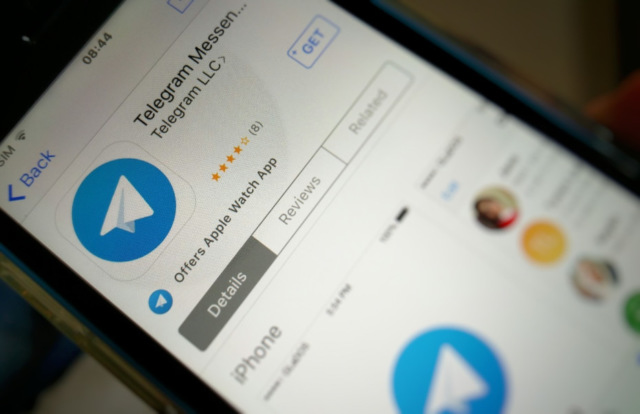 SIM 08:44
Back
Telegram Messen...
Telegram LLC>
GET
(8)
Offers Apple Watch App
Details Reviews Related
iPhone
5:04 PM 100%